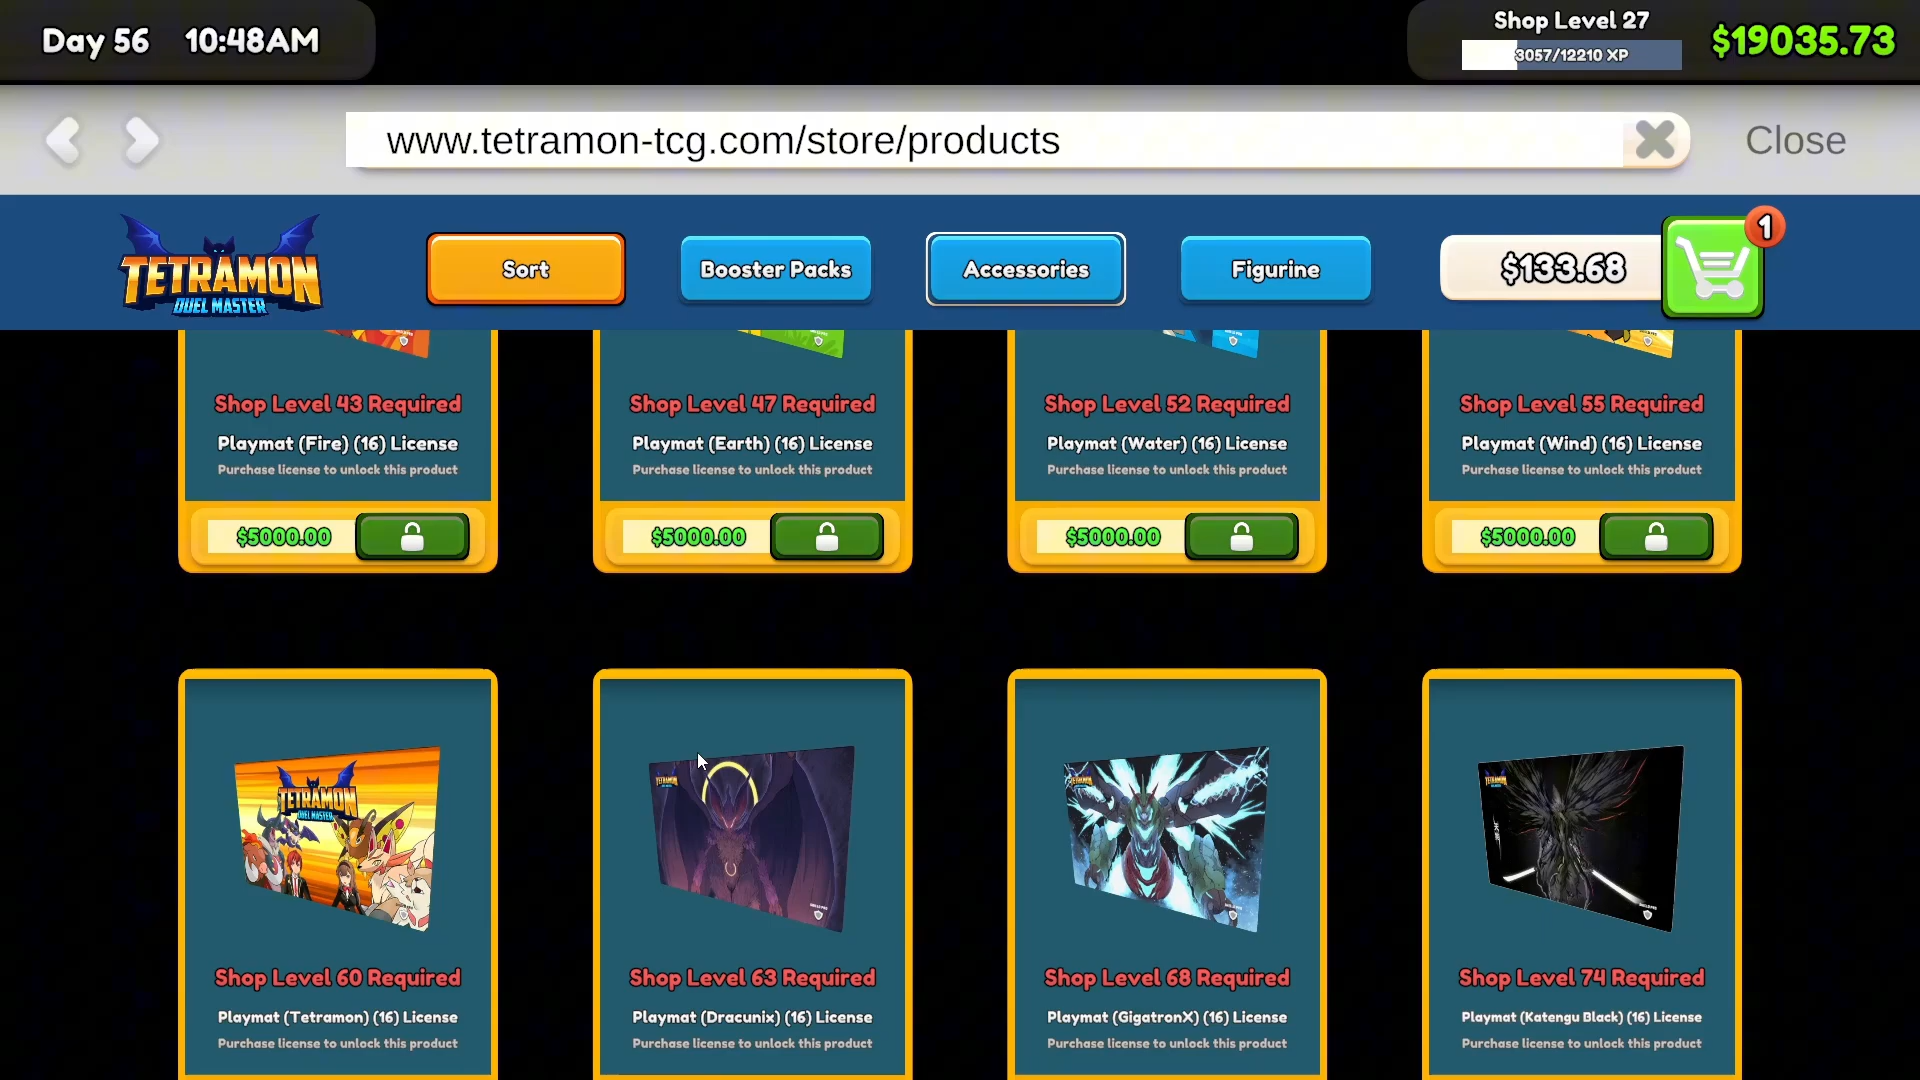 Day 56 10:48AM
Shop Level 27
3057/12210 XP
$19035.73
www.tetramon-tcg.com/store/products
Close
TETRAMON
DUEL MASTER
Sort
Booster Packs
Accessories
Figurine
$133.68
1
Shop Level 43 Required
Playmat (Fire) (16) License
Purchase license to unlock this product
$5000.00
Shop Level 47 Required
Playmat (Earth) (16) License
Purchase license to unlock this product
$5000.00
Shop Level 52 Required
Playmat (Water) (16) License
Purchase license to unlock this product
$5000.00
Shop Level 55 Required
Playmat (Wind) (16) License
Purchase license to unlock this product
$5000.00
TETRAMON
DUEL MASTER
Shop Level 60 Required
Playmat (Tetramon) (16) License
Purchase license to unlock this product
TETRAMON
Shop Level 63 Required
Playmat (Dracunix) (16) License
Purchase license to unlock this product
TETRAMON
Shop Level 68 Required
Playmat (GigatronX) (16) License
Purchase license to unlock this product
TETRAMON
Shop Level 74 Required
Playmat (Katengu Black) (16) License
Purchase license to unlock this product